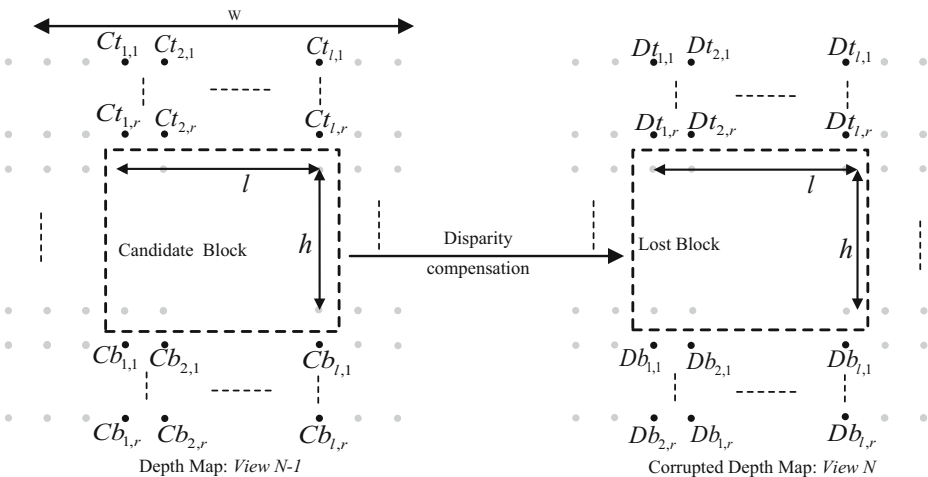 W
Ct1,1 Ct2,1 Ctl,1 Dt1,1 Dt2,1 Dtl,1
Ct1,r Ct2,r Ctl,r Dt1,r Dt2,r Dtl,r
l l
Candidate Block h Disparity compensation Lost Block h
Cb1,1 Cb2,1 Cbl,1 Db1,1 Db2,1 Dbl,1
Cb1,r Cb2,r Cbl,r Db2,r Db1,r Dbl,r
Depth Map: View N-1 Corrupted Depth Map: View N